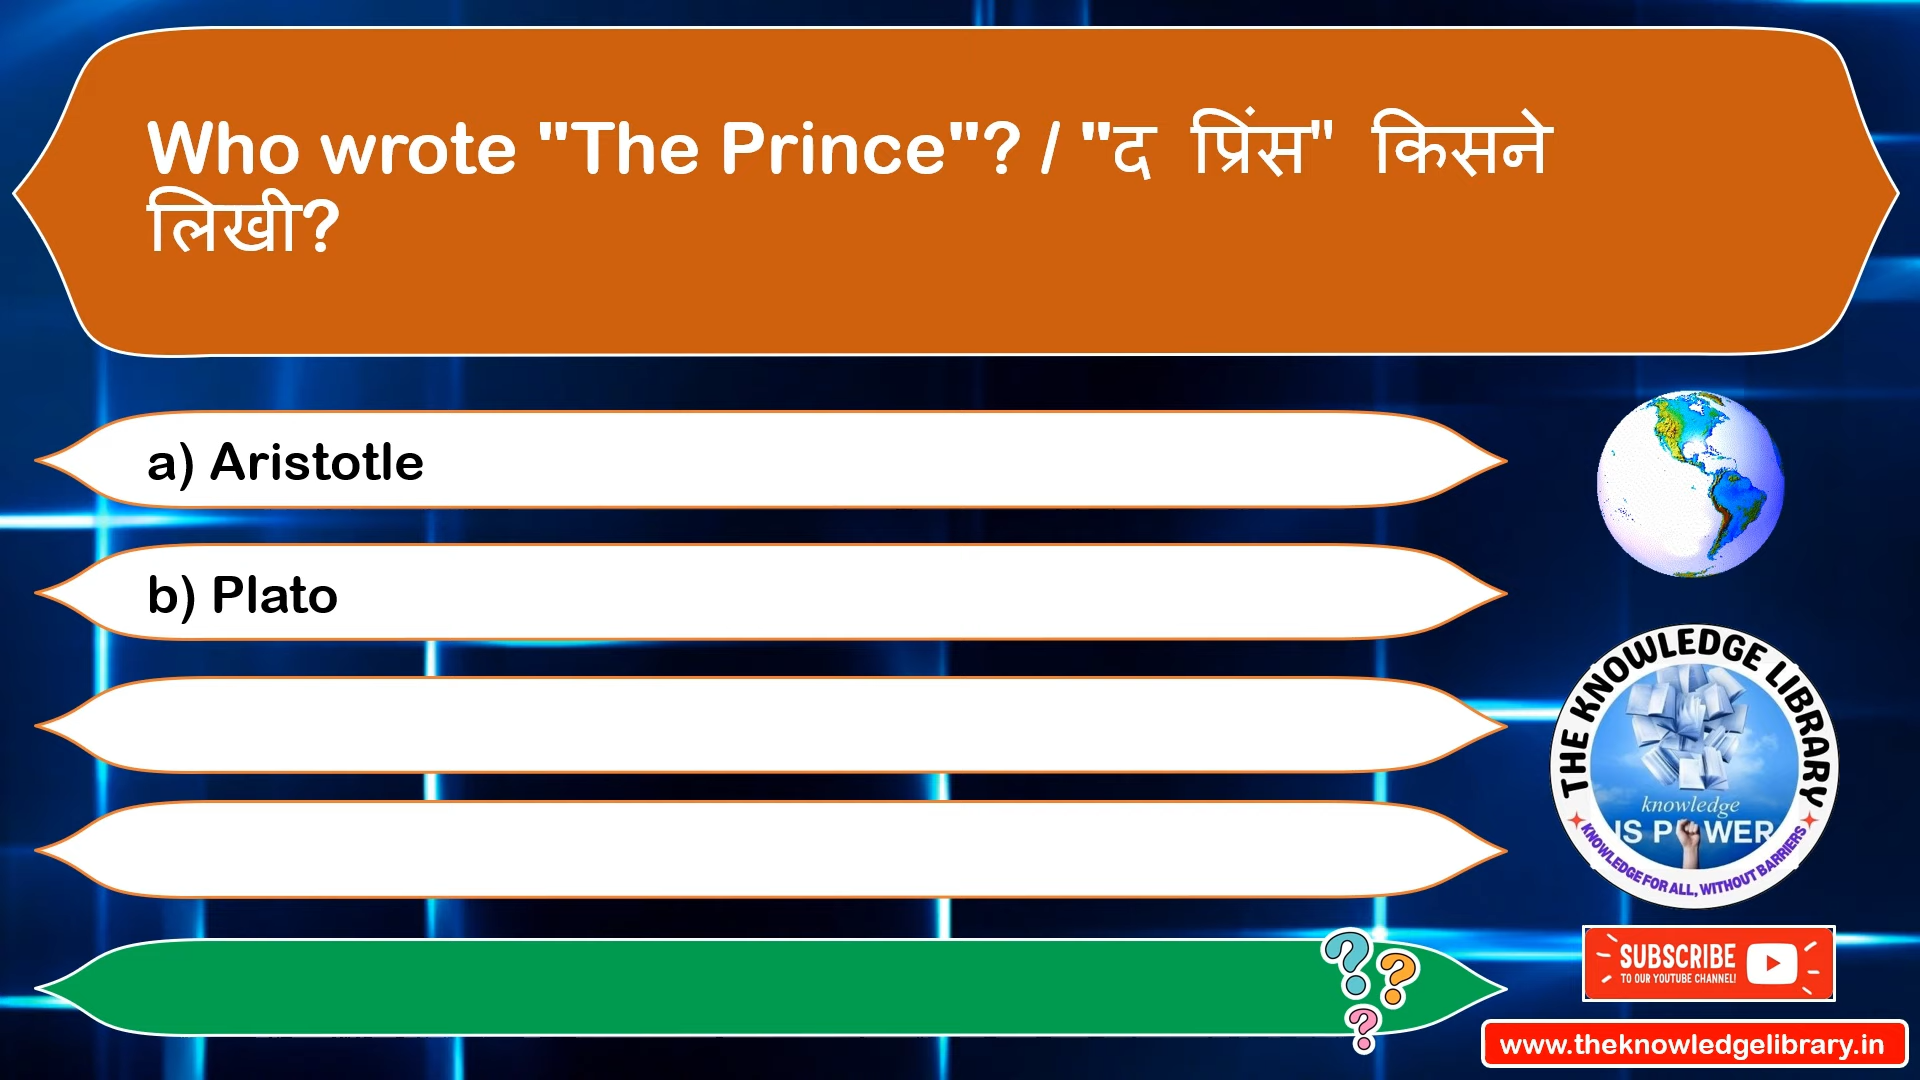 Who wrote "The Prince"? / "द प्रिंस" किसने
लिखी?
a) Aristotle
b) Plato
THE KNOWLEDGE LIBRARY
knowledge
IS POWER
KNOWLEDGE FOR ALL, WITHOUT BARRIERS
SUBSCRIBE
TO OUR YOUTUBE CHANNEL!
www.theknowledgelibrary.in